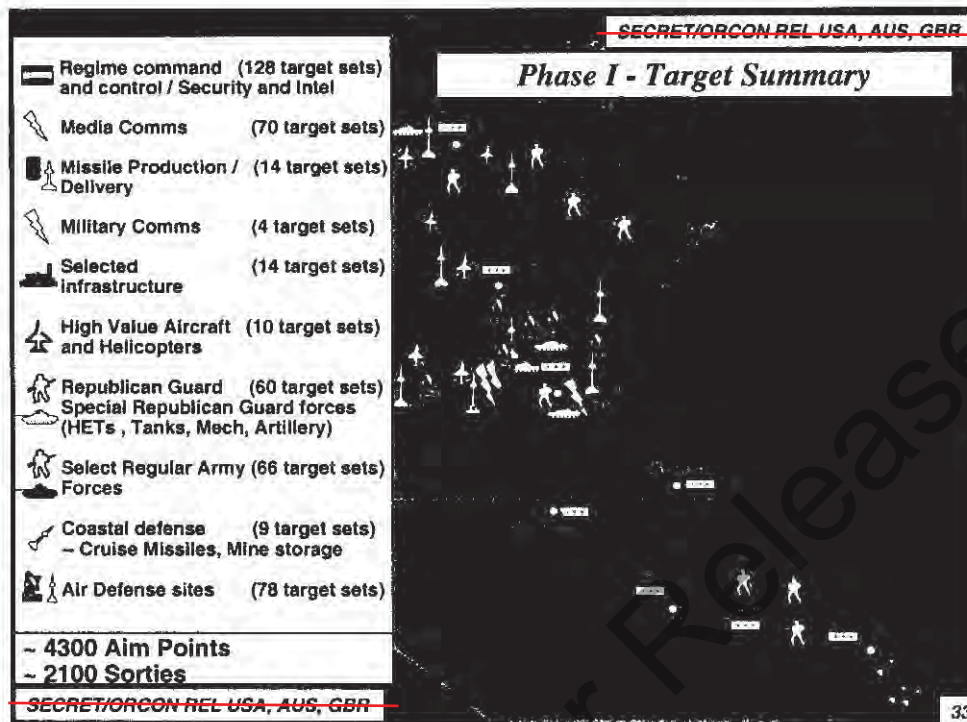 SECRET/ORCON REL USA, AUS, GBR
Phase I - Target Summary
Regime command (128 target sets)
and control / Security and Intel
Media Comms (70 target sets)
Missile Production / (14 target sets)
Delivery
Military Comms (4 target sets)
Selected (14 target sets)
infrastructure
High Value Aircraft (10 target sets)
and Helicopters
Republican Guard (60 target sets)
Special Republican Guard forces
(HETs , Tanks, Mech, Artillery)
Select Regular Army (66 target sets)
Forces
Coastal defense (9 target sets)
– Cruise Missiles, Mine storage
Air Defense sites (78 target sets)
~ 4300 Aim Points
~ 2100 Sorties
SECRET/ORCON REL USA, AUS, GBR
33
r Release